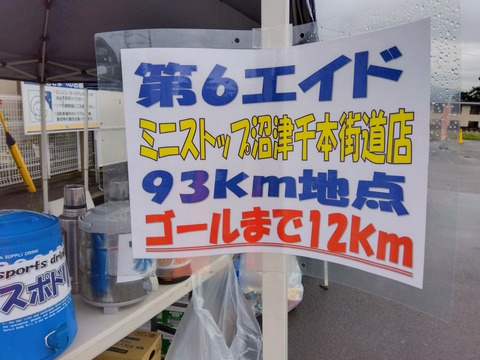 第6エイド
ミニストップ沼津千本街道店
93km地点
ゴールまで12km
SUPPLY DRINK
sports dri
スポド